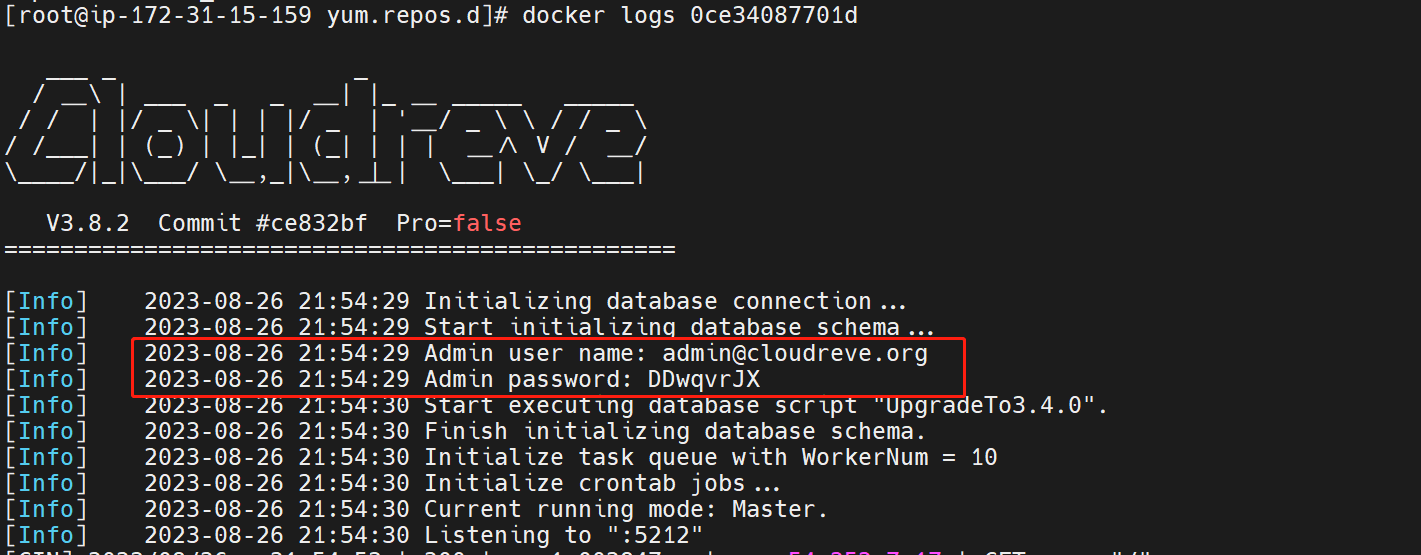 [root@ip-172-31-15-159 yum.repos.d]# docker logs 0ce34087701d
Cloudreve
V3.8.2 Commit #ce832bf Pro=false
================================================
[Info] 2023-08-26 21:54:29 Initializing database connection...
[Info] 2023-08-26 21:54:29 Start initializing database schema...
[Info] 2023-08-26 21:54:29 Admin user name: admin@cloudreve.org
[Info] 2023-08-26 21:54:29 Admin password: DDwqvrJX
[Info] 2023-08-26 21:54:30 Start executing database script "UpgradeTo3.4.0".
[Info] 2023-08-26 21:54:30 Finish initializing database schema.
[Info] 2023-08-26 21:54:30 Initialize task queue with WorkerNum = 10
[Info] 2023-08-26 21:54:30 Initialize crontab jobs...
[Info] 2023-08-26 21:54:30 Current running mode: Master.
[Info] 2023-08-26 21:54:30 Listening to ":5212"